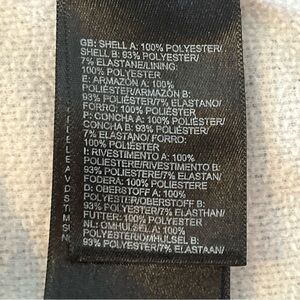 GB: SHELL A: 100% POLYESTER/
SHELL B: 93% POLYESTER/
7% ELASTANE/LINING:
100% POLYESTER
E: ARMAZÓN A: 100%
POLIÉSTER/ARMAZÓN B:
93% POLIÉSTER/7% ELASTANO/
FORRO: 100% POLIÉSTER
P: CONCHA A: 100% POLIÉSTER/
CONCHA B: 93% POLIÉSTER/
7% ELASTANO/ FORRO:
100% POLIÉSTER
I: RIVESTIMENTO A: 100%
POLIESTERE/RIVESTIMENTO B:
93% POLIESTERE/7% ELASTAN/
FODERA: 100% POLIESTERE
D: OBERSTOFF A: 100%
POLYESTER/OBERSTOFF B:
93% POLYESTER/7% ELASTHAN/
FUTTER: 100% POLYESTER
NL: OMHULSEL A: 100%
POLYESTER/OMHULSEL B:
93% POLYESTER/7% ELASTAAN/